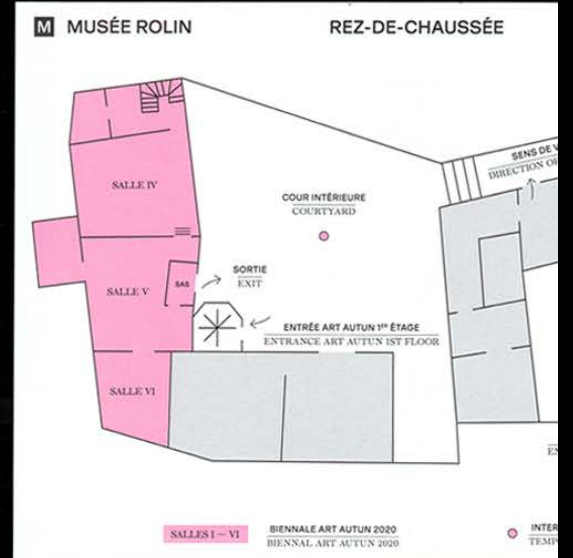 M MUSÉE ROLIN
REZ-DE-CHAUSSÉE
SENS DE
DIRECTION OF
SALLE IV
COUR INTÉRIEURE
COURTYARD
SORTIE
EXIT
SALLE V
SAS
ENTRÉE ART AUTUN 1ER ÉTAGE
ENTRANCE ART AUTUN 1ST FLOOR
SALLE VI
SALLES I — VI
BIENNALE ART AUTUN 2020
BIENNAL ART AUTUN 2020